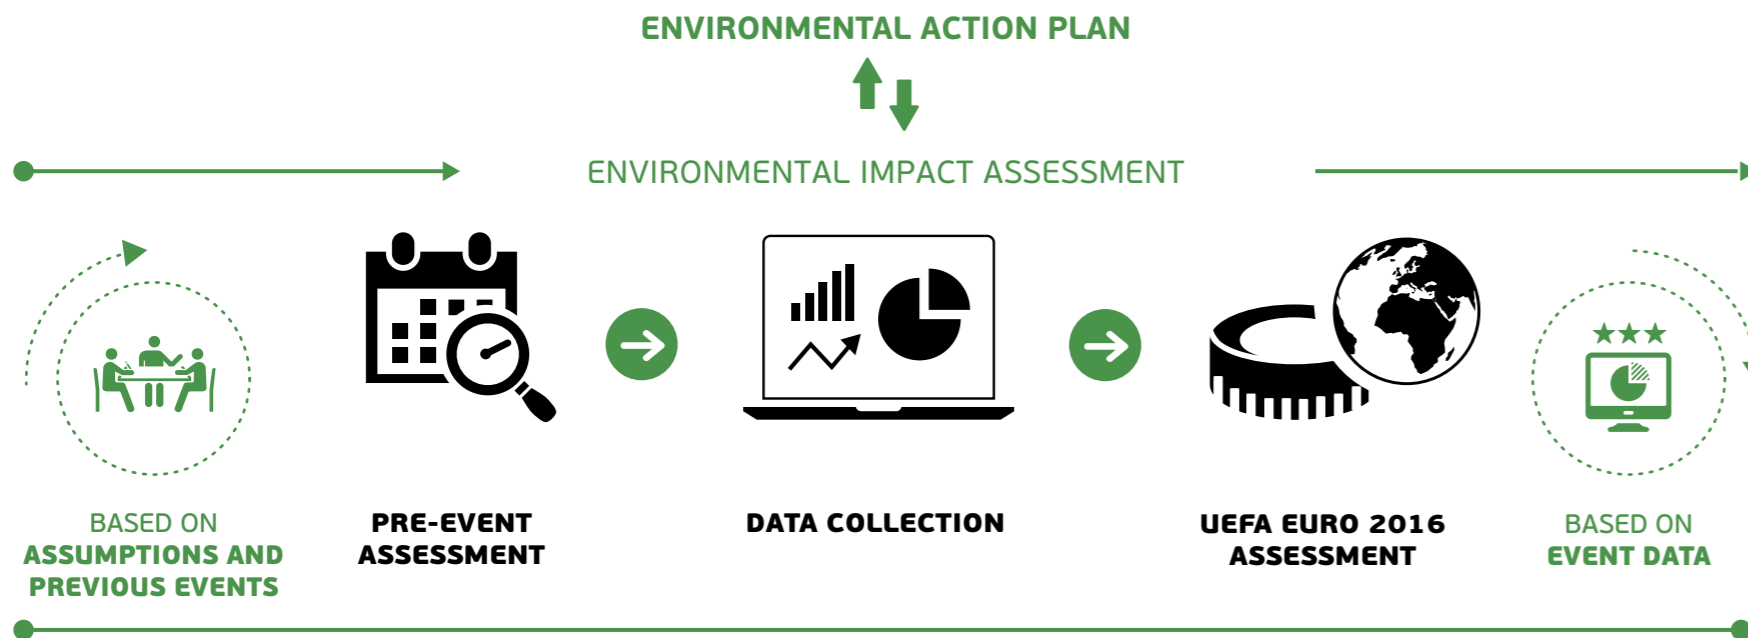 ENVIRONMENTAL ACTION PLAN
ENVIRONMENTAL IMPACT ASSESSMENT
BASED ON
ASSUMPTIONS AND
PREVIOUS EVENTS
PRE-EVENT
ASSESSMENT
DATA COLLECTION
UEFA EURO 2016
ASSESSMENT
BASED ON
EVENT DATA